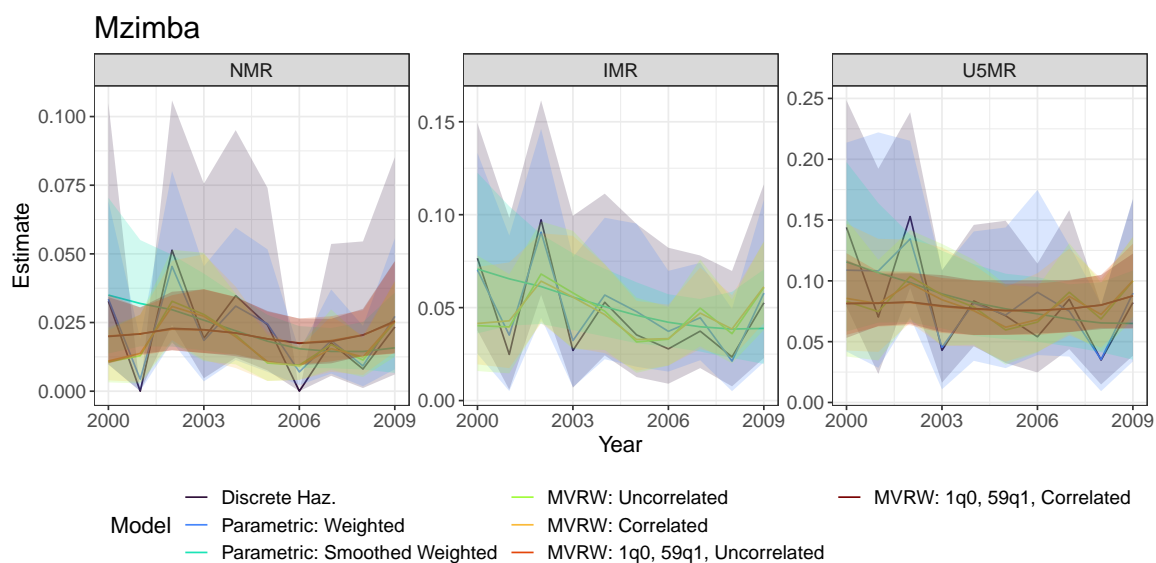 Mzimba
NMR IMR U5MR
Estimate
0.100
0.075
0.050
0.025
0.000
0.15
0.10
0.05
0.00
0.25
0.20
0.15
0.10
0.05
0.00
2000 2003 2006 2009 2000 2003 2006 2009 2000 2003 2006 2009
Year
Model
Discrete Haz. MVRW: Uncorrelated MVRW: 1q0, 59q1, Correlated
Parametric: Weighted MVRW: Correlated
Parametric: Smoothed Weighted MVRW: 1q0, 59q1, Uncorrelated